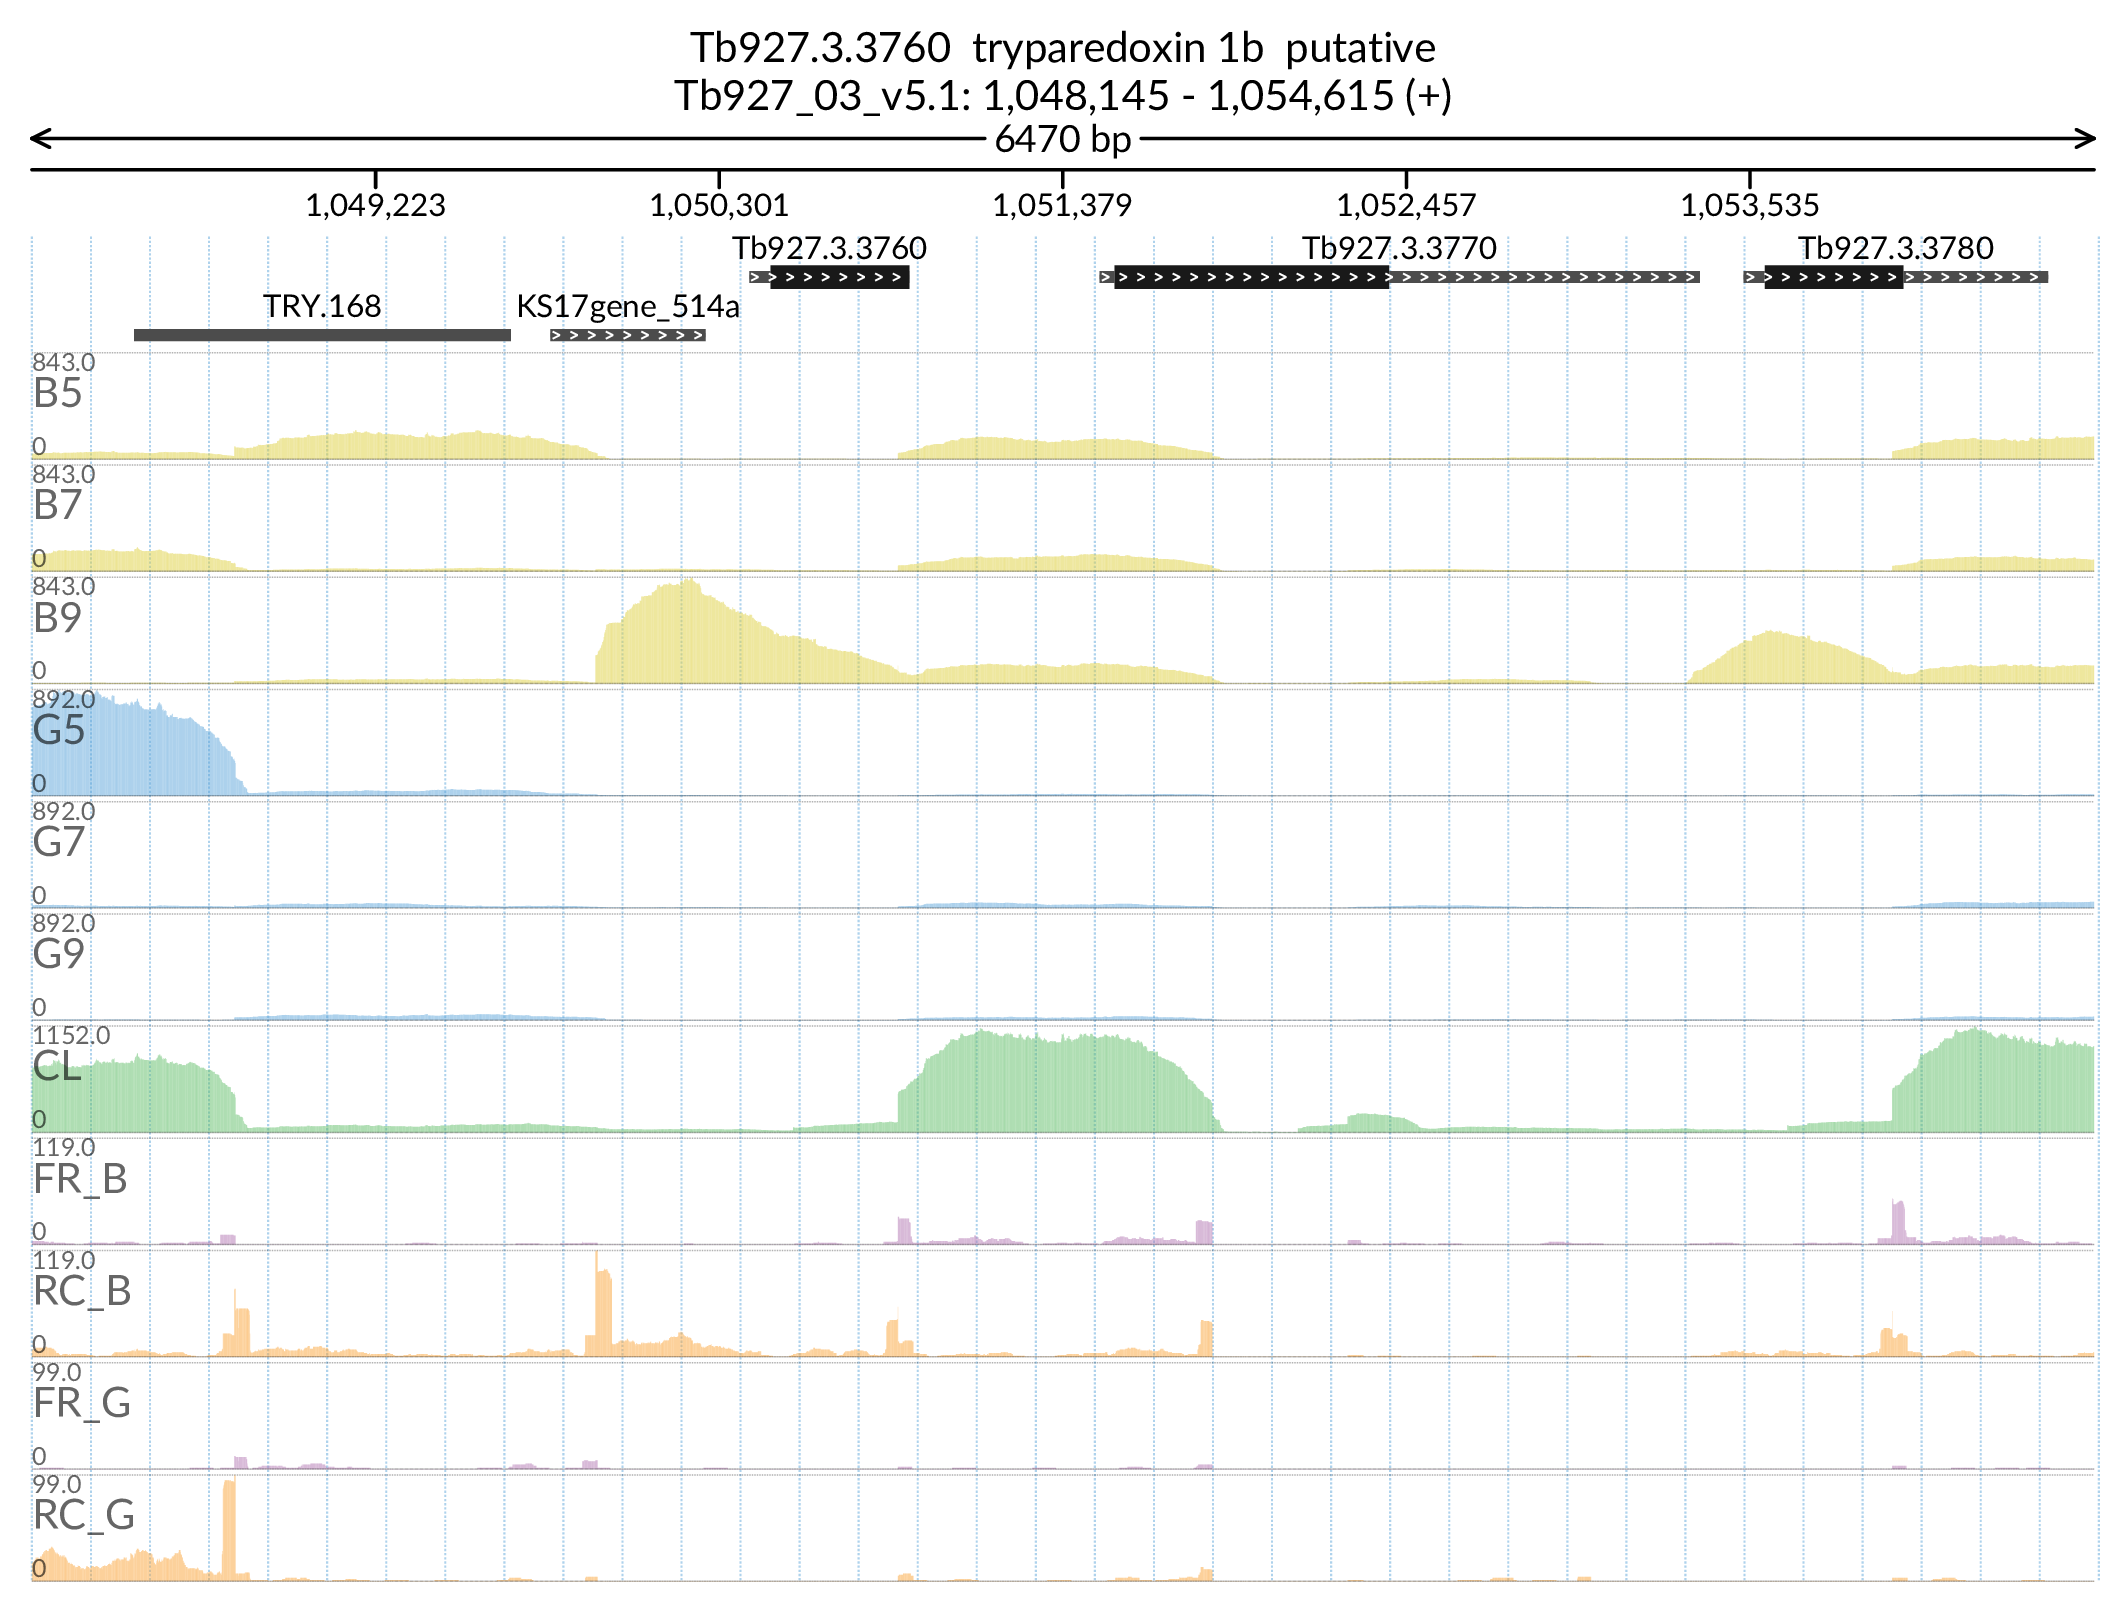 Tb927.3.3760  tryparedoxin 1b  putative
Tb927_03_v5.1: 1,048,145 - 1,054,615 (+)
6470 bp
1,049,223 1,050,301 1,051,379 1,052,457 1,053,535
Tb927.3.3760 Tb927.3.3770 Tb927.3.3780
TRY.168 KS17gene_514a
843.0
B5
0
843.0
B7
0
843.0
B9
0
892.0
G5
0
892.0
G7
0
892.0
G9
0
1152.0
CL
0
119.0
FR_B
0
119.0
RC_B
0
99.0
FR_G
0
99.0
RC_G
0